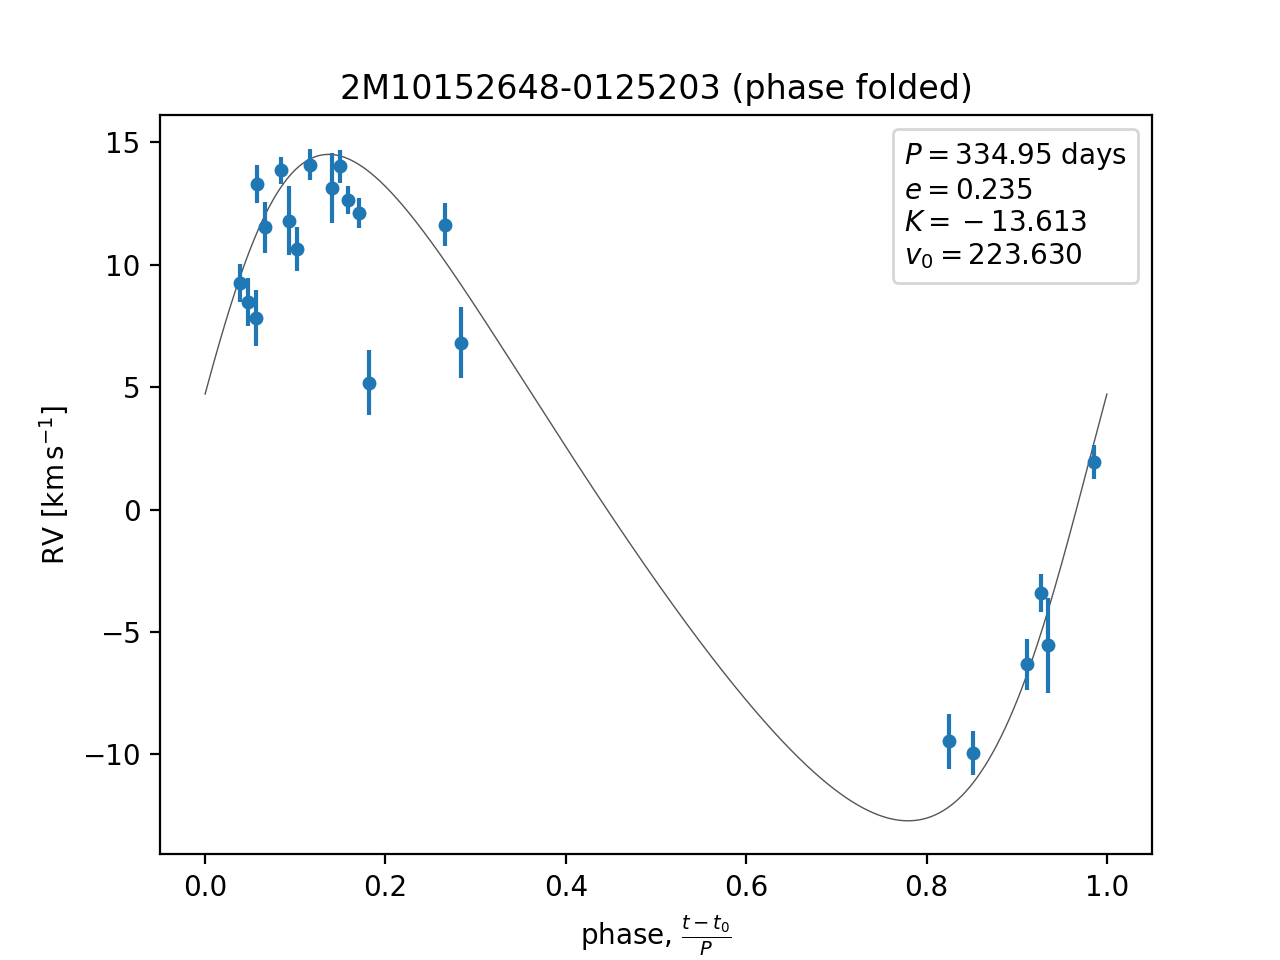 2M10152648-0125203 (phase folded)
P = 334.95 days
e = 0.235
K = −13.613
v₀ = 223.630
15
10
5
0
−5
−10
RV [km s⁻¹]
0.0 0.2 0.4 0.6 0.8 1.0
phase, (t − t₀)/P